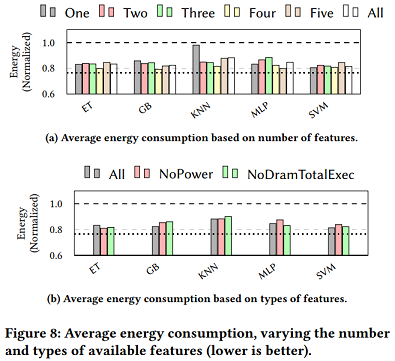 One Two Three Four Five All
Energy
(Normalized)
1.0
0.8
0.6
ET GB KNN MLP SVM
(a) Average energy consumption based on number of features.
All NoPower NoDramTotalExec
Energy
(Normalized)
1.0
0.8
0.6
ET GB KNN MLP SVM
(b) Average energy consumption based on types of features.
Figure 8: Average energy consumption, varying the number
and types of available features (lower is better).